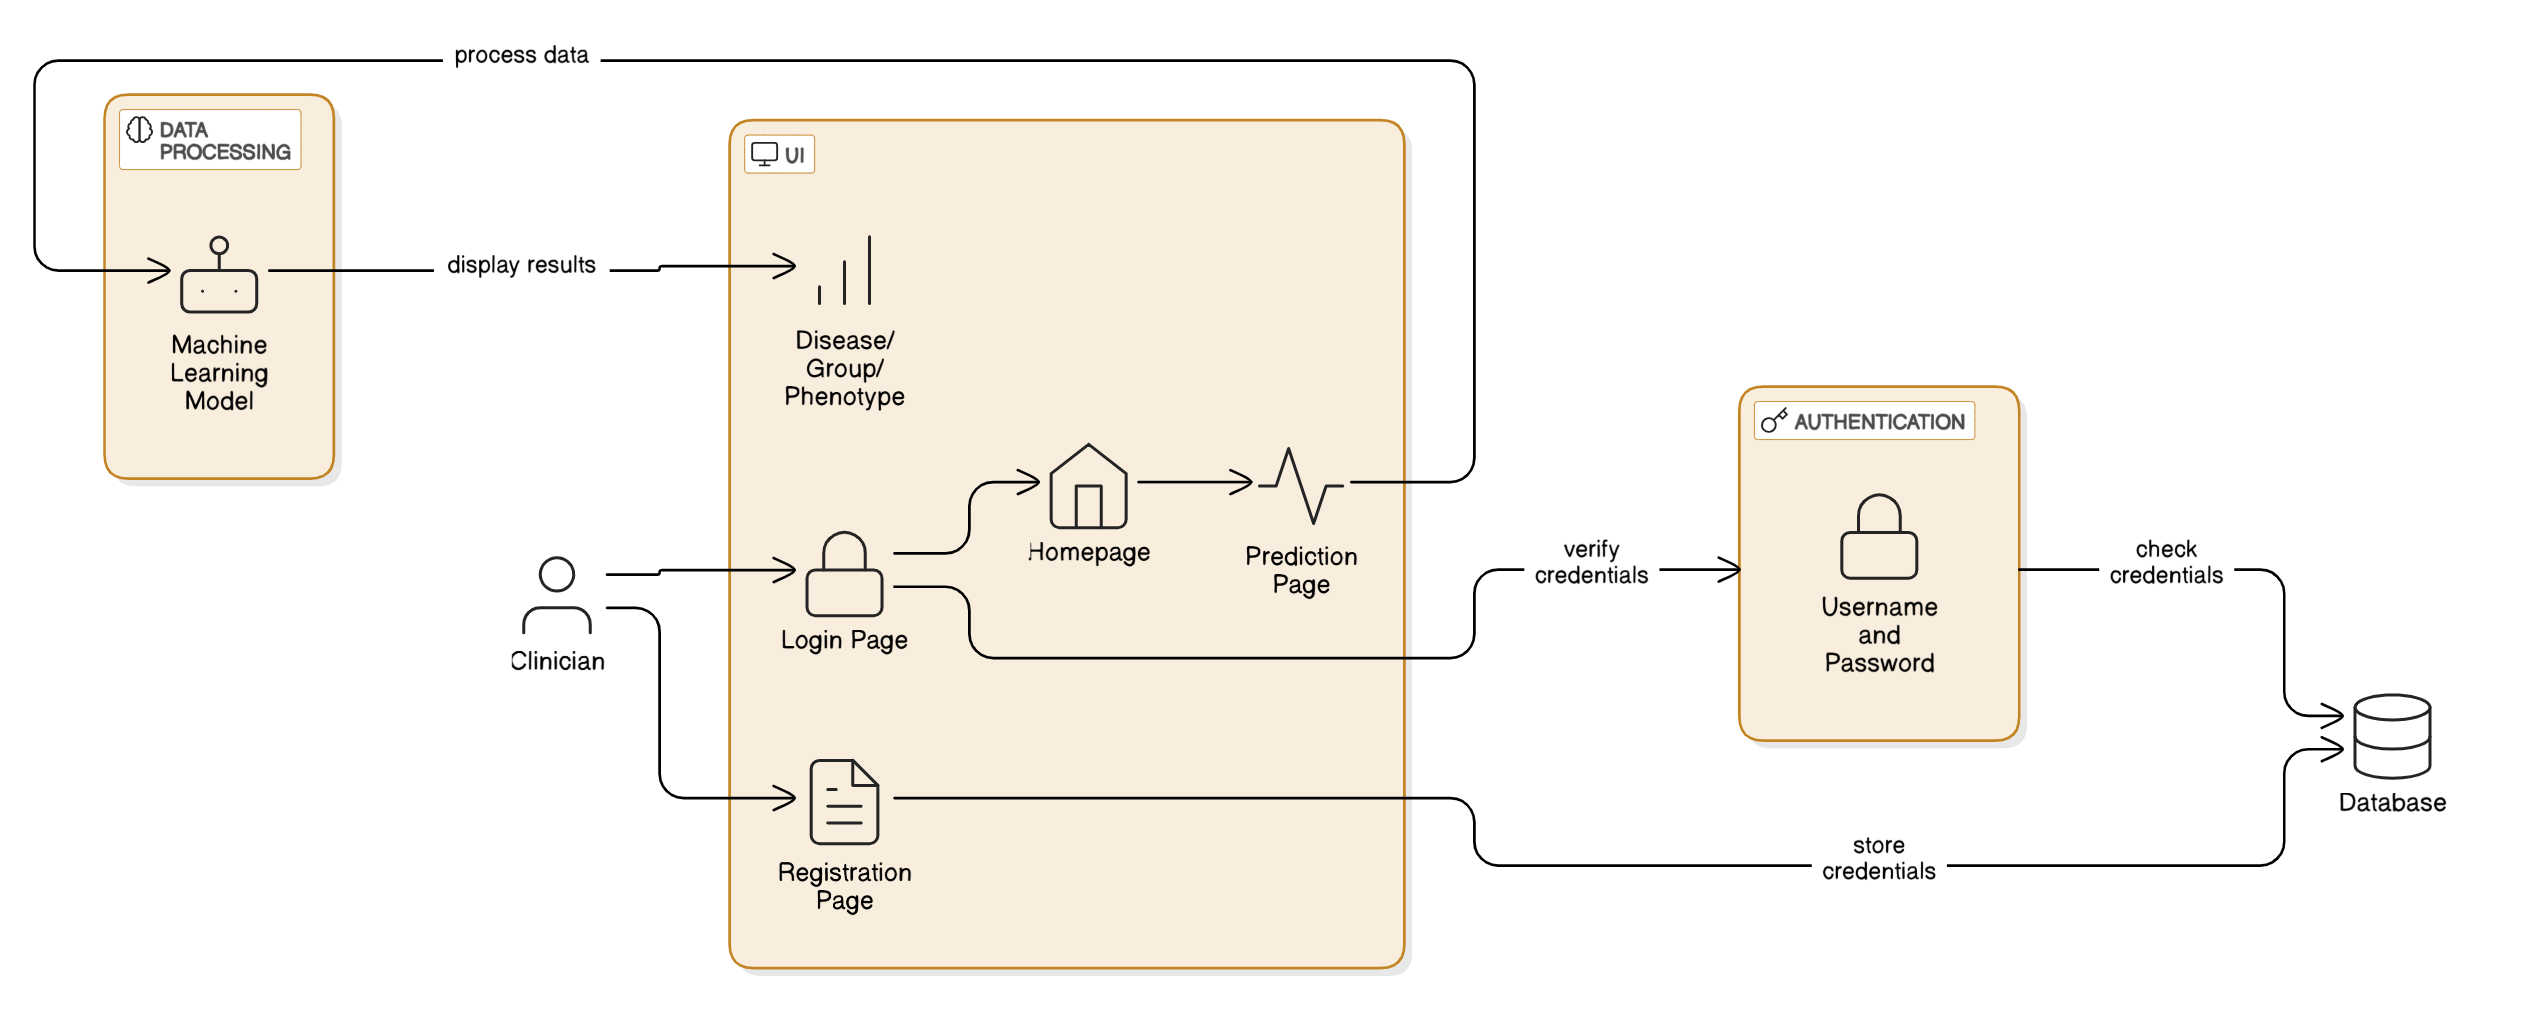 process data
DATA
PROCESSING
UI
display results
Machine
Learning
Model
Disease/
Group/
Phenotype
AUTHENTICATION
Homepage
Prediction
Page
verify
credentials
check
credentials
Username
and
Password
Login Page
Clinician
Database
store
credentials
Registration
Page